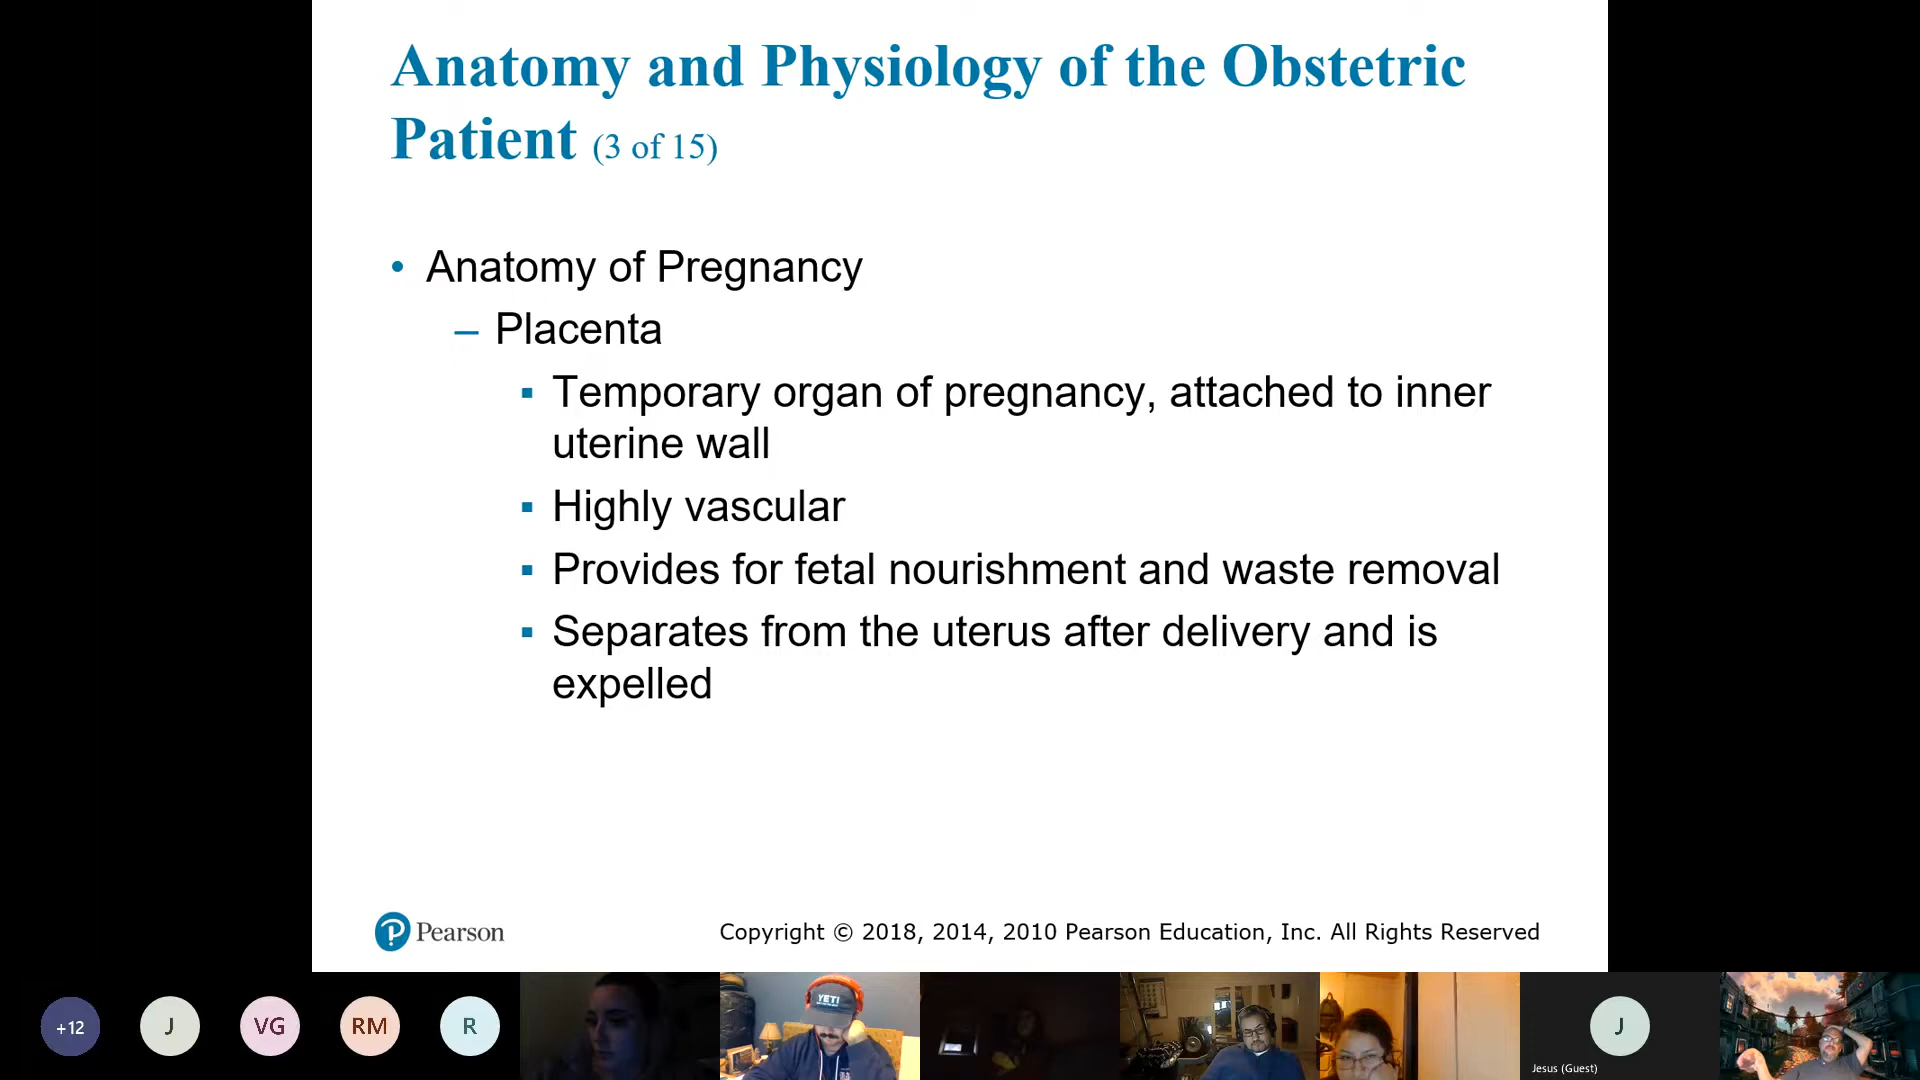 Anatomy and Physiology of the Obstetric
Patient (3 of 15)
• Anatomy of Pregnancy
– Placenta
▪ Temporary organ of pregnancy, attached to inner
uterine wall
▪ Highly vascular
▪ Provides for fetal nourishment and waste removal
▪ Separates from the uterus after delivery and is
expelled
Pearson
Copyright © 2018, 2014, 2010 Pearson Education, Inc. All Rights Reserved
+12
J
VG
RM
R
YETI
J
Jesus (Guest)